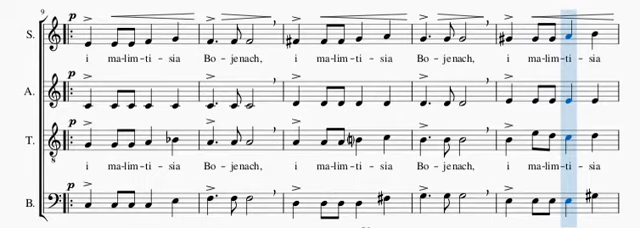 9
p
S.
i ma-lim-ti-sia Bo-jenach, i ma-lim-ti-sia Bo-jenach, i ma-lim-ti-sia
p
A.
p
T.
8
i ma-lim-ti-sia Bo-jenach, i ma-lim-ti-sia Bo-jenach, i ma-lim-ti-sia
p
B.